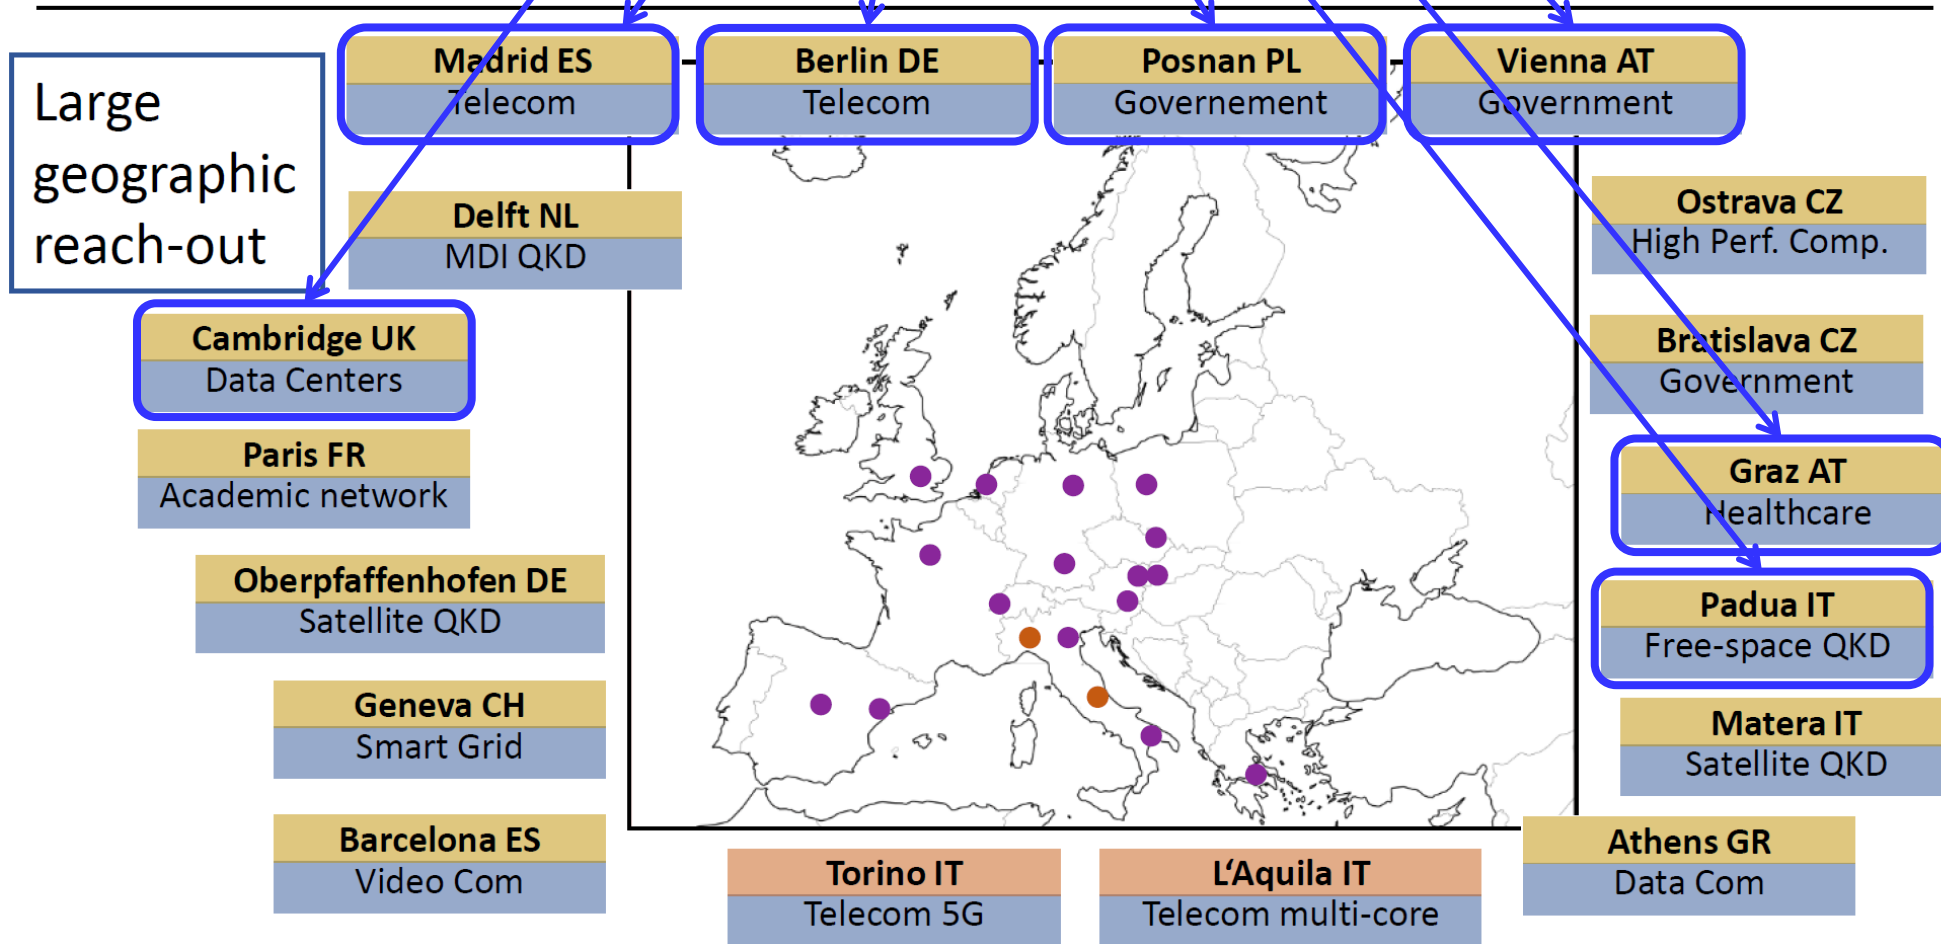 Madrid ES
Telecom
Berlin DE
Telecom
Posnan PL
Governement
Vienna AT
Government
Large
geographic
reach-out
Delft NL
MDI QKD
Ostrava CZ
High Perf. Comp.
Cambridge UK
Data Centers
Bratislava CZ
Government
Paris FR
Academic network
Graz AT
Healthcare
Oberpfaffenhofen DE
Satellite QKD
Padua IT
Free-space QKD
Geneva CH
Smart Grid
Matera IT
Satellite QKD
Barcelona ES
Video Com
Torino IT
Telecom 5G
L‘Aquila IT
Telecom multi-core
Athens GR
Data Com